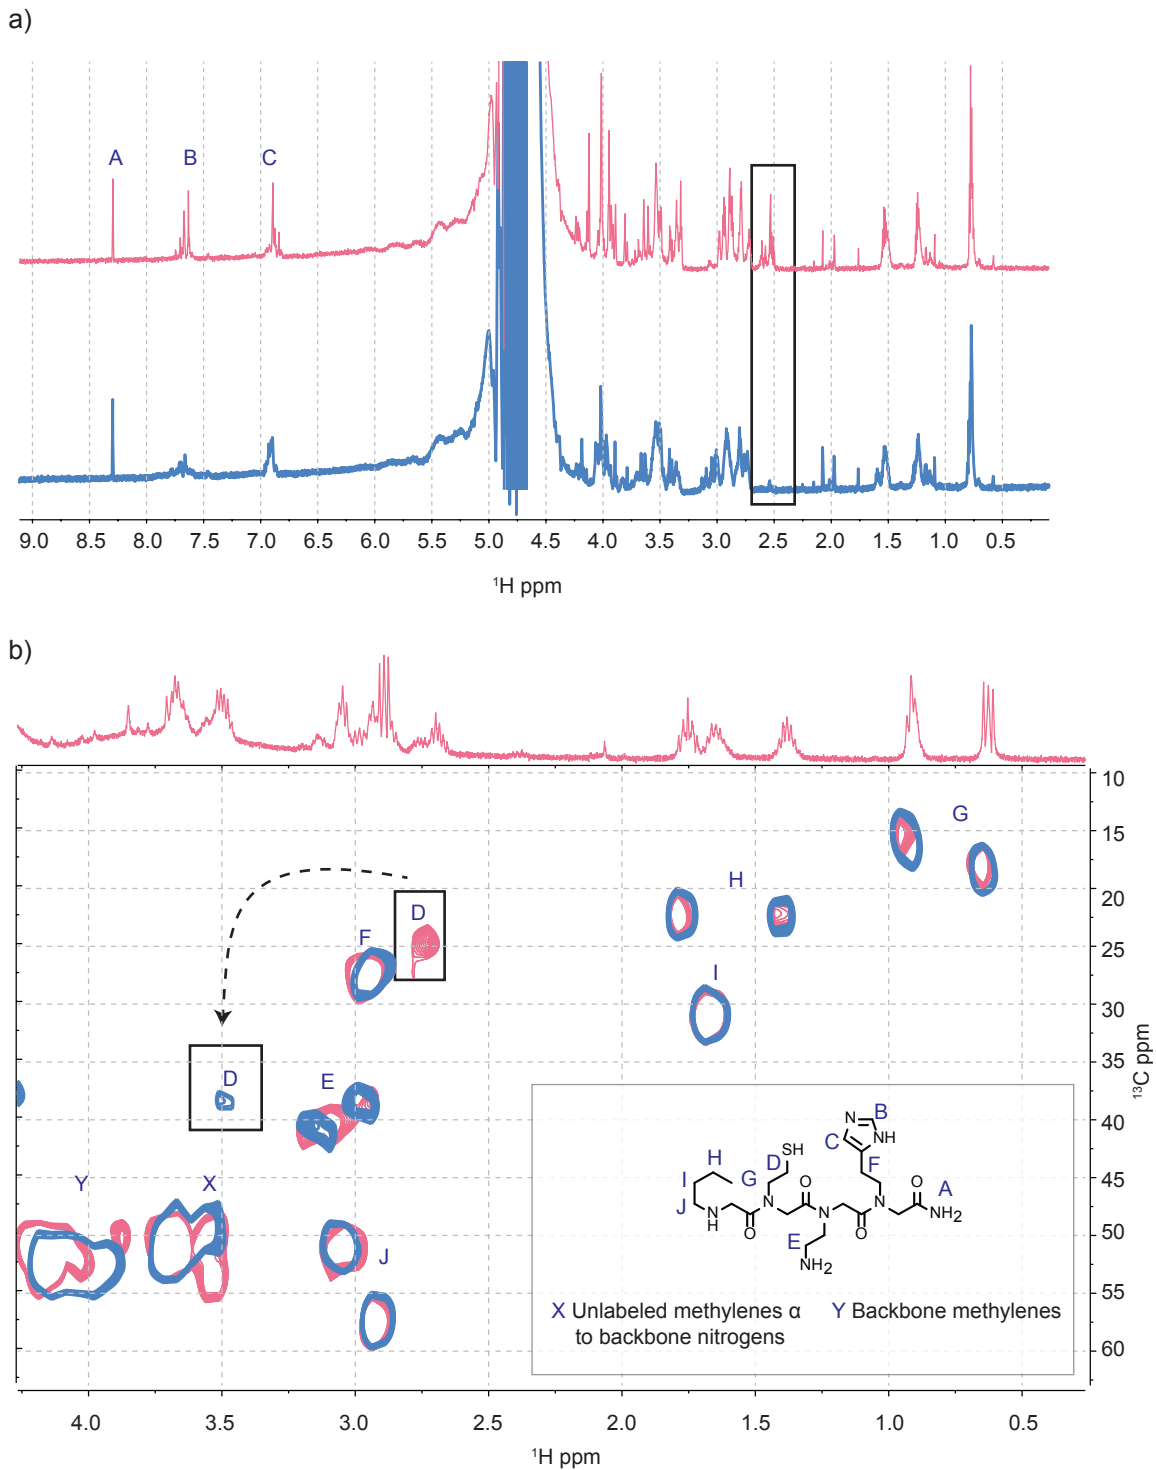 a)
A
B
C
9.0 8.5 8.0 7.5 7.0 6.5 6.0 5.5 5.0 4.5 4.0 3.5 3.0 2.5 2.0 1.5 1.0 0.5
¹H ppm
b)
10
15
20
25
30
35
40
45
50
55
60
¹³C ppm
G
H
D
F
I
D
E
Y
X
J
N
B
C
NH
SH
F
H
D
I
G
O
O
A
J
N
N
N
NH₂
N
H
O
O
E
NH₂
X Unlabeled methylenes α
to backbone nitrogens
Y Backbone methylenes
4.0 3.5 3.0 2.5 2.0 1.5 1.0 0.5
¹H ppm